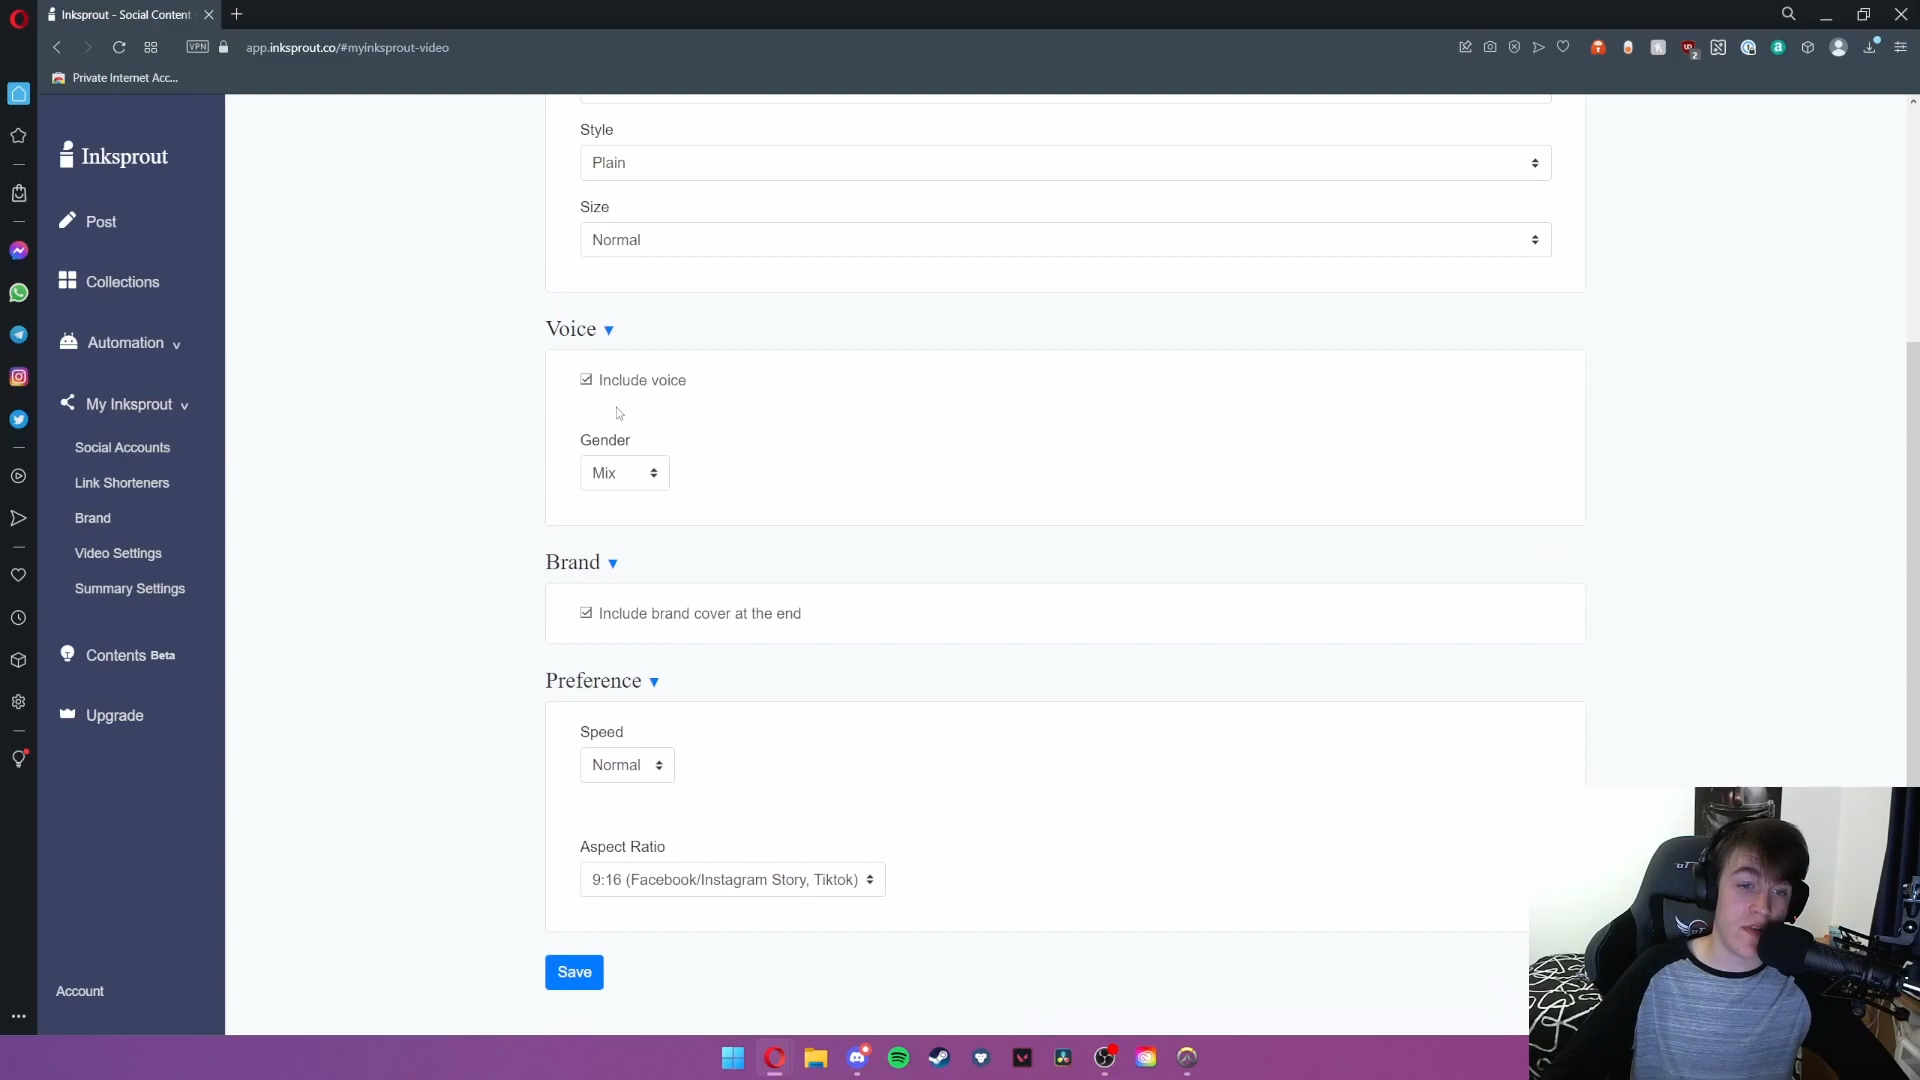 Inksprout - Social Content
VPN
app.inksprout.co/#myinksprout-video
2
Private Internet Acc...
Inksprout
Post
Collections
Automation
My Inksprout
Social Accounts
Link Shorteners
Brand
Video Settings
Summary Settings
Contents Beta
Upgrade
Account
Style
Plain
Size
Normal
Voice
Include voice
Gender
Mix
Brand
Include brand cover at the end
Preference
Speed
Normal
Aspect Ratio
9:16 (Facebook/Instagram Story, Tiktok)
Save